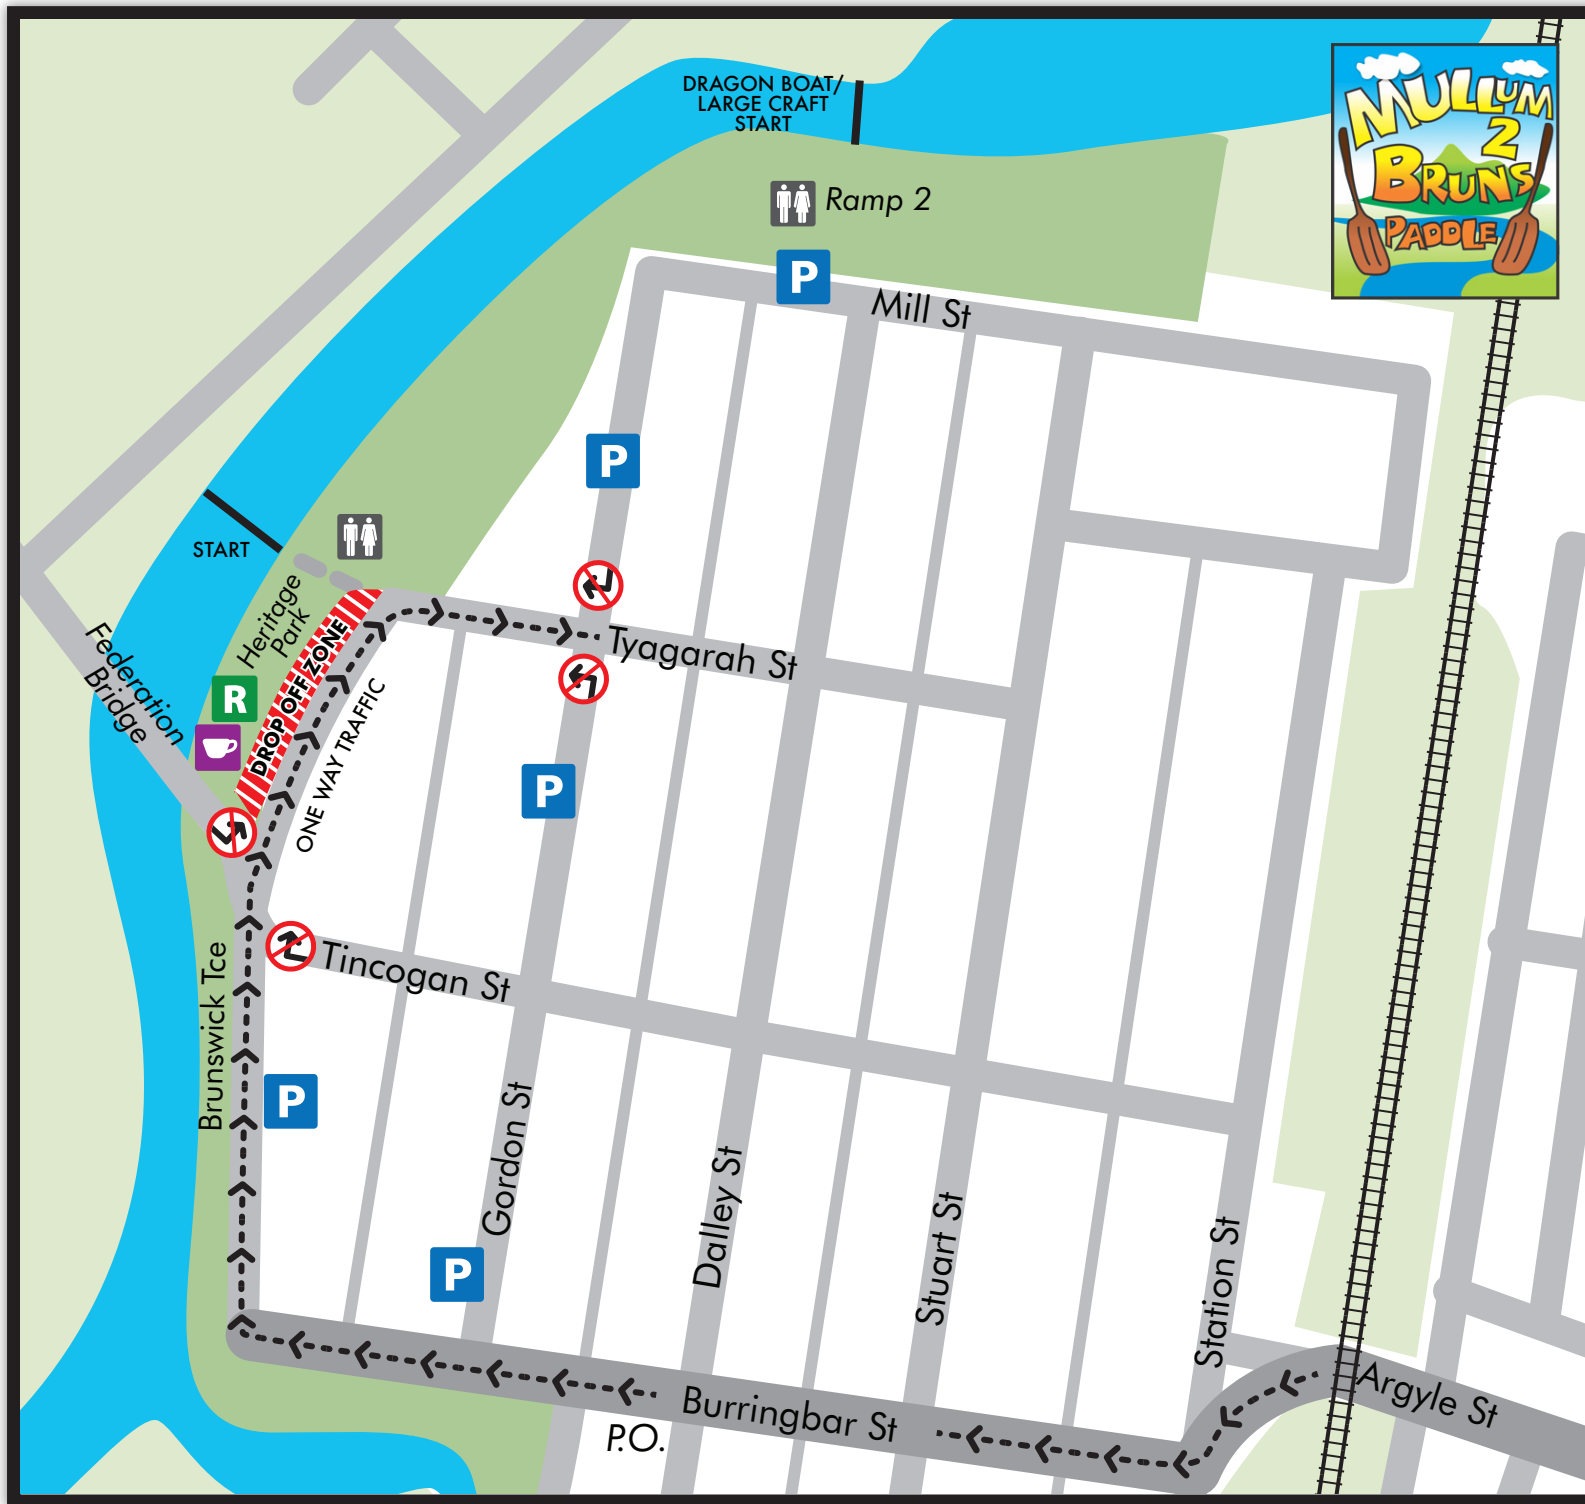 DRAGON BOAT/
LARGE CRAFT
START
MULLUM
2
BRUNS
PADDLE
Ramp 2
P
Mill St
P
START
Heritage
Park
Tyagarah St
Federation
Bridge
R
DROP OFF ZONE
ONE WAY TRAFFIC
P
Tincogan St
Brunswick Tce
P
Gordon St
Dalley St
Stuart St
Station St
P
Argyle St
Burringbar St
P.O.